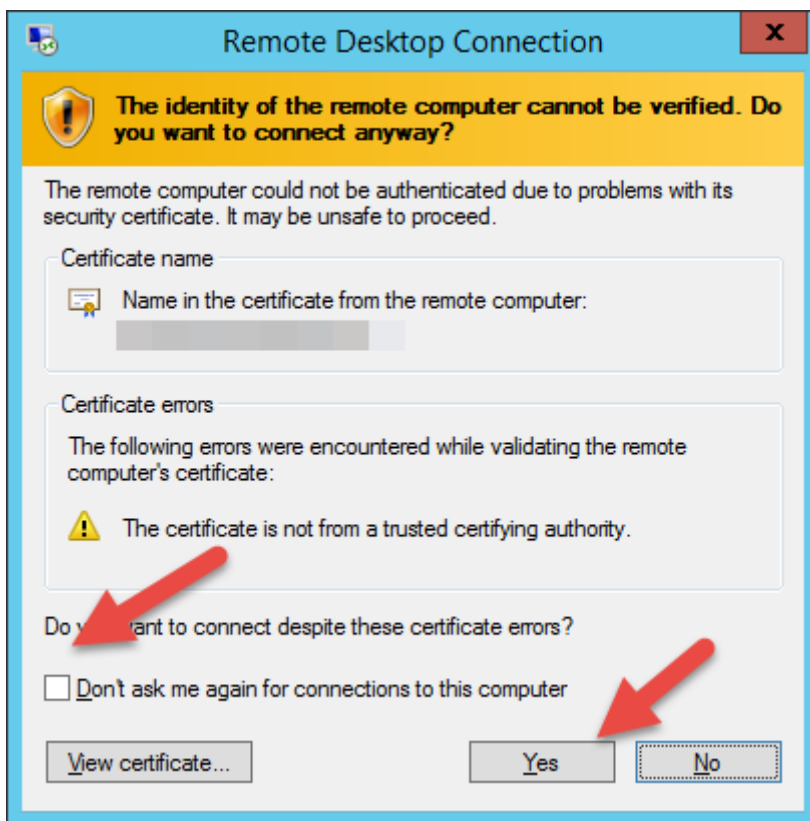 Remote Desktop Connection
x
The identity of the remote computer cannot be verified. Do
you want to connect anyway?
The remote computer could not be authenticated due to problems with its
security certificate. It may be unsafe to proceed.
Certificate name
Name in the certificate from the remote computer:
Certificate errors
The following errors were encountered while validating the remote
computer's certificate:
The certificate is not from a trusted certifying authority.
Do want to connect despite these certificate errors?
Don't ask me again for connections to this computer
View certificate...
Yes
No